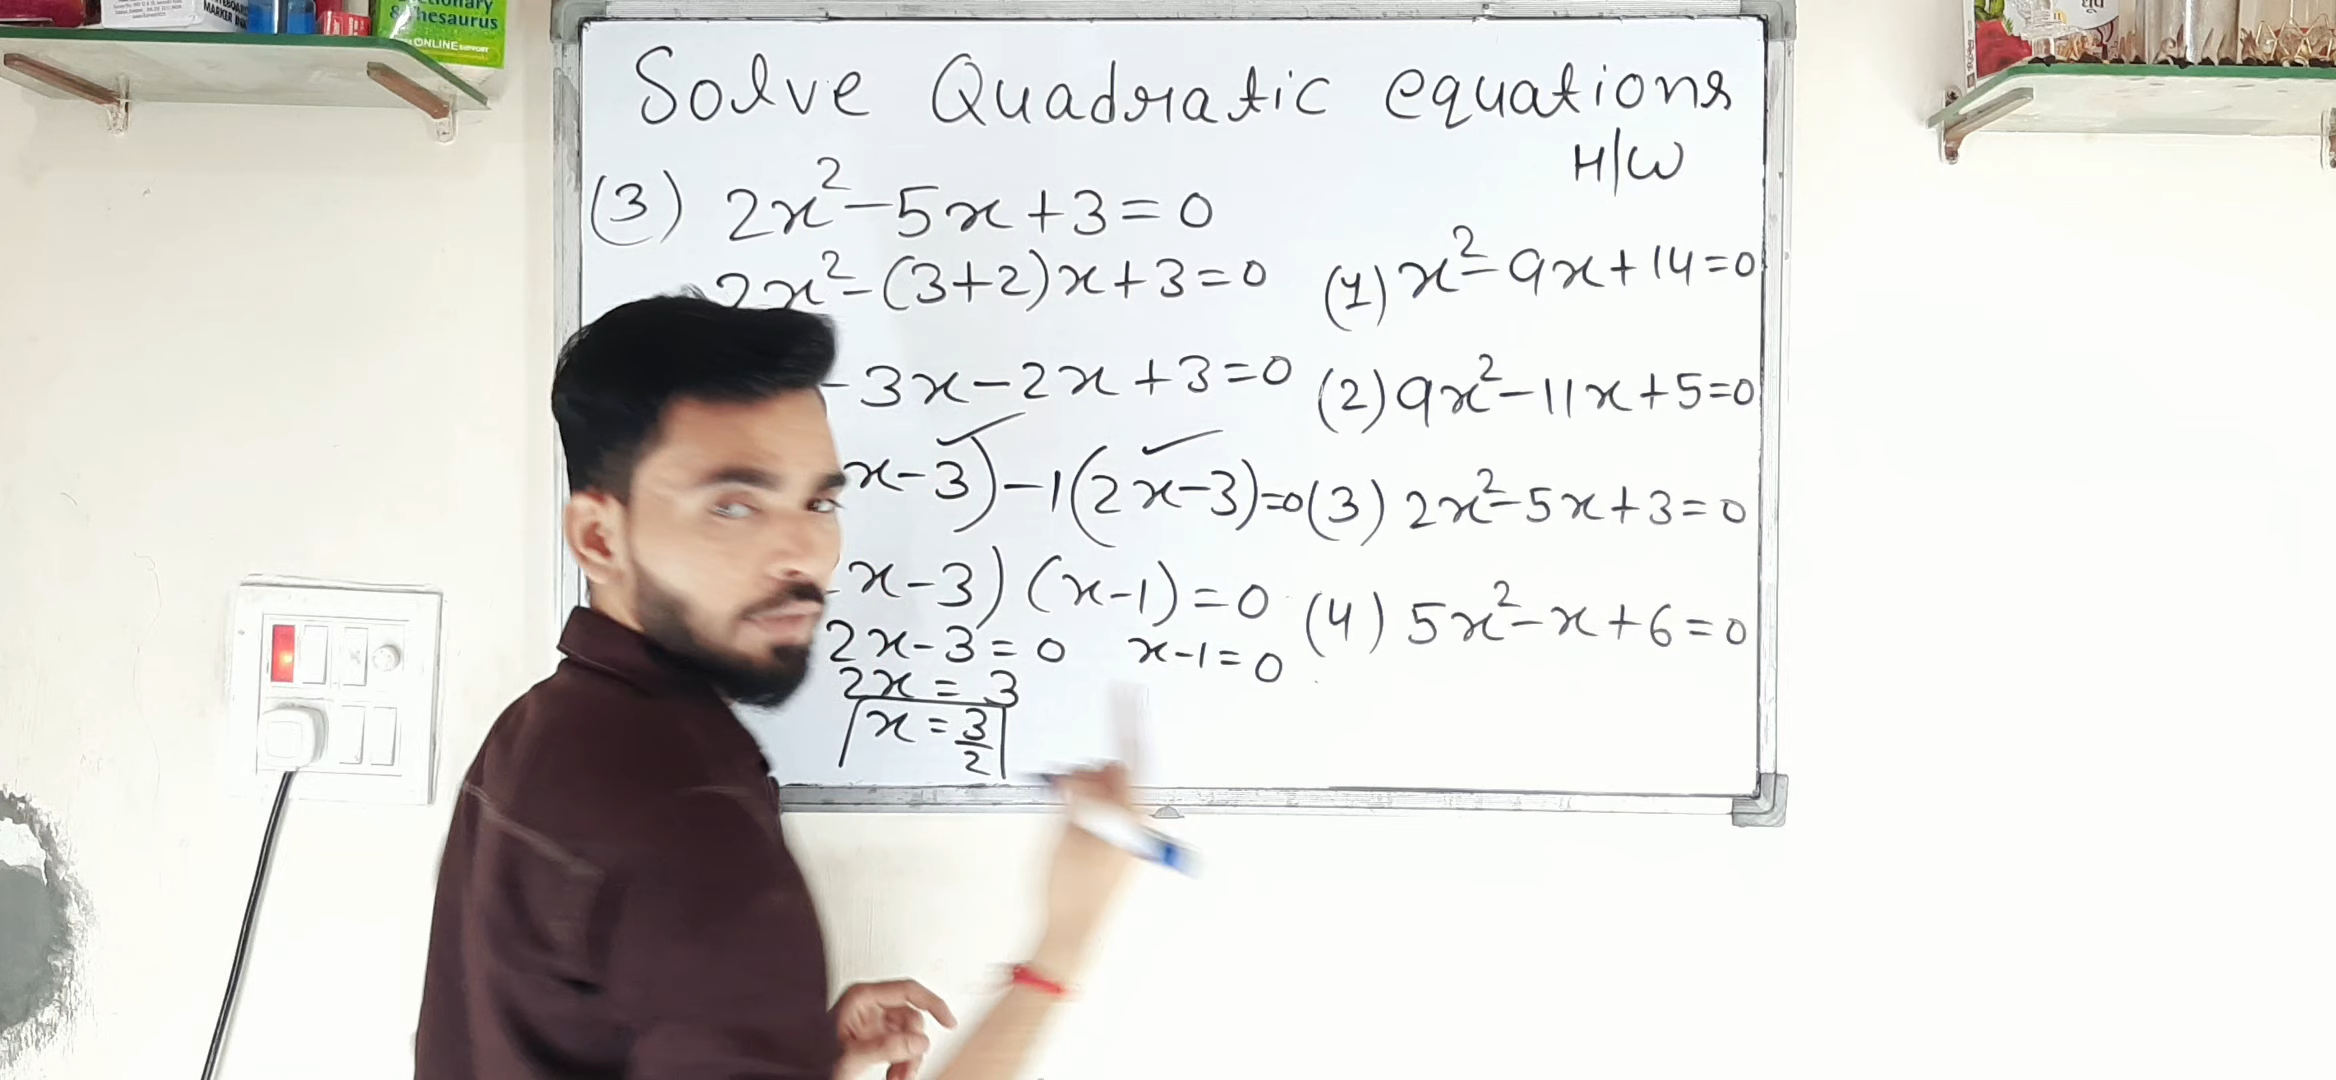 Thesaurus
ONLINE
MARKER INK
Solve Quadratic equations
H/W
(3) 2x²-5x+3=0
2x²-(3+2)x+3=0
-3x-2x+3=0
x-3)-1(2x-3)=0
x-3)(x-1)=0
2x-3=0 x-1=0
2x=3
x=3/2
(1) x²-9x+14=0
(2) 9x²-11x+5=0
(3) 2x²-5x+3=0
(4) 5x²-x+6=0